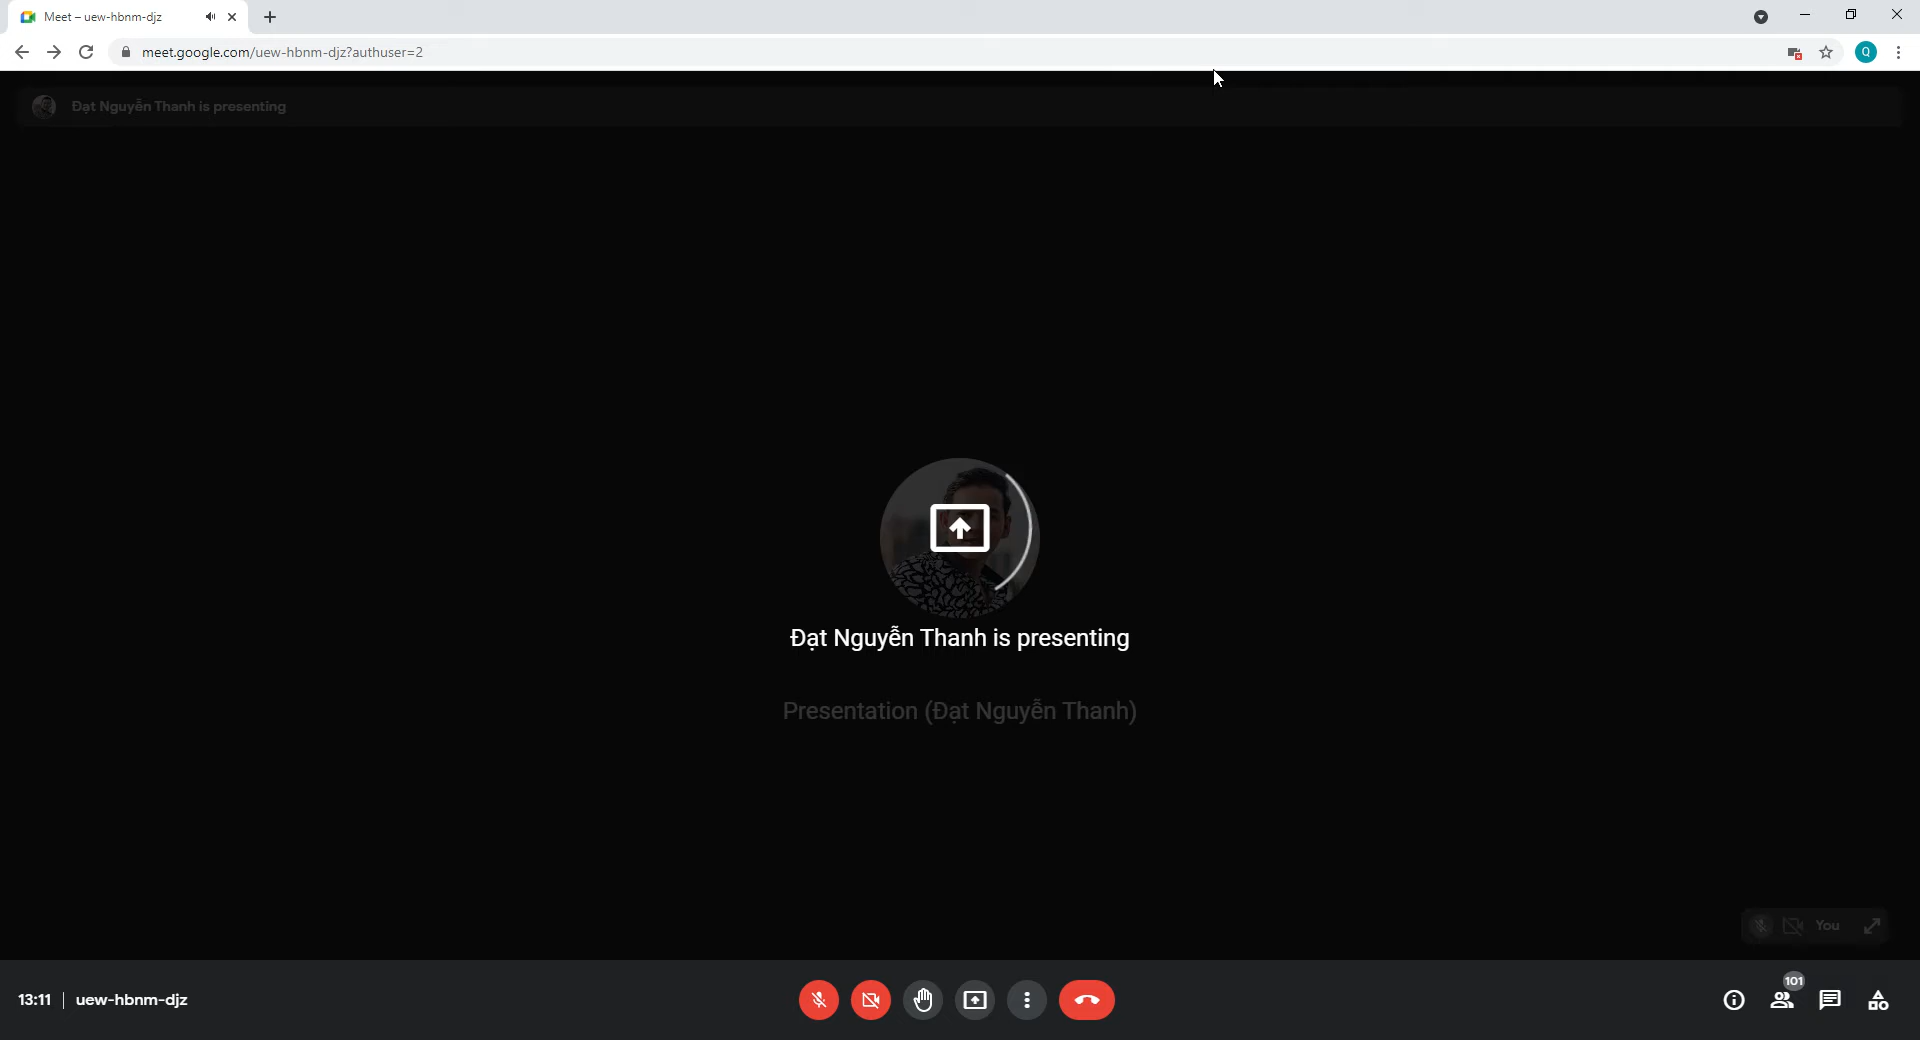 Meet – uew-hbnm-djz
meet.google.com/uew-hbnm-djz?authuser=2
Q
Đạt Nguyễn Thanh is presenting
Đạt Nguyễn Thanh is presenting
Presentation (Đạt Nguyễn Thanh)
You
13:11 | uew-hbnm-djz
101